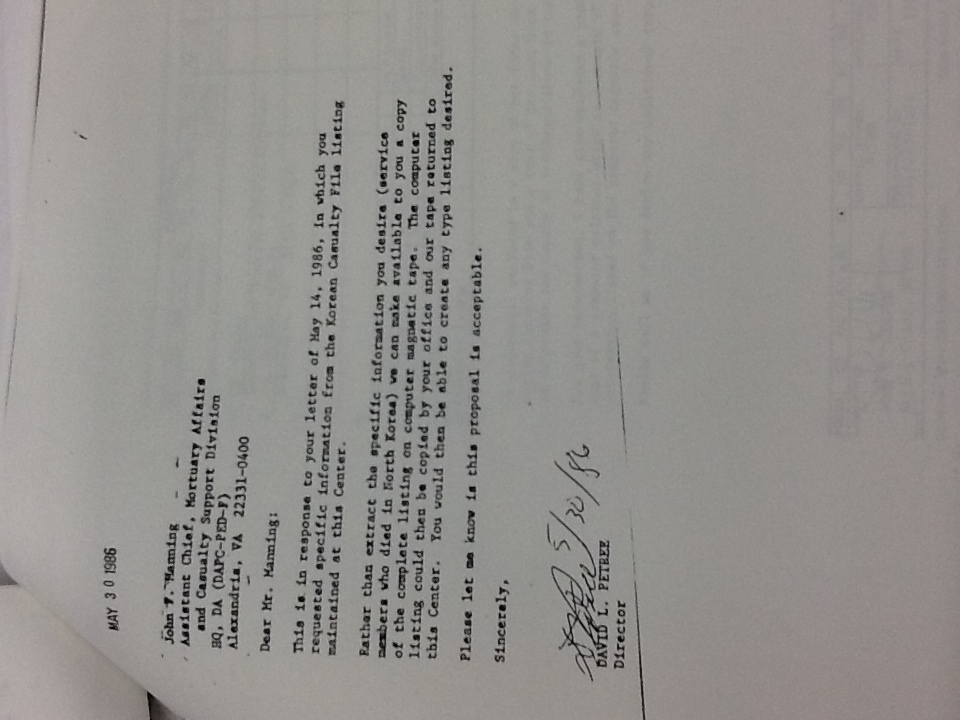 MAY 3 0 1986
John F. Manning
Assistant Chief, Mortuary Affairs
and Casualty Support Division
HQ, DA (DAPC-PED-F)
Alexandria, VA 22331-0400
Dear Mr. Manning:
This is in response to your letter of May 14, 1986, in which you
requested specific information from the Korean Casualty File listing
maintained at this Center.
Rather than extract the specific information you desire (service
members who died in North Korea) we can make available to you a copy
of the complete listing on computer magnetic tape. The computer
listing could then be copied by your office and our tape returned to
this Center. You would then be able to create any type listing desired.
Please let me know is this proposal is acceptable.
Sincerely,
5/30/86
DAVID L. PETREE
Director